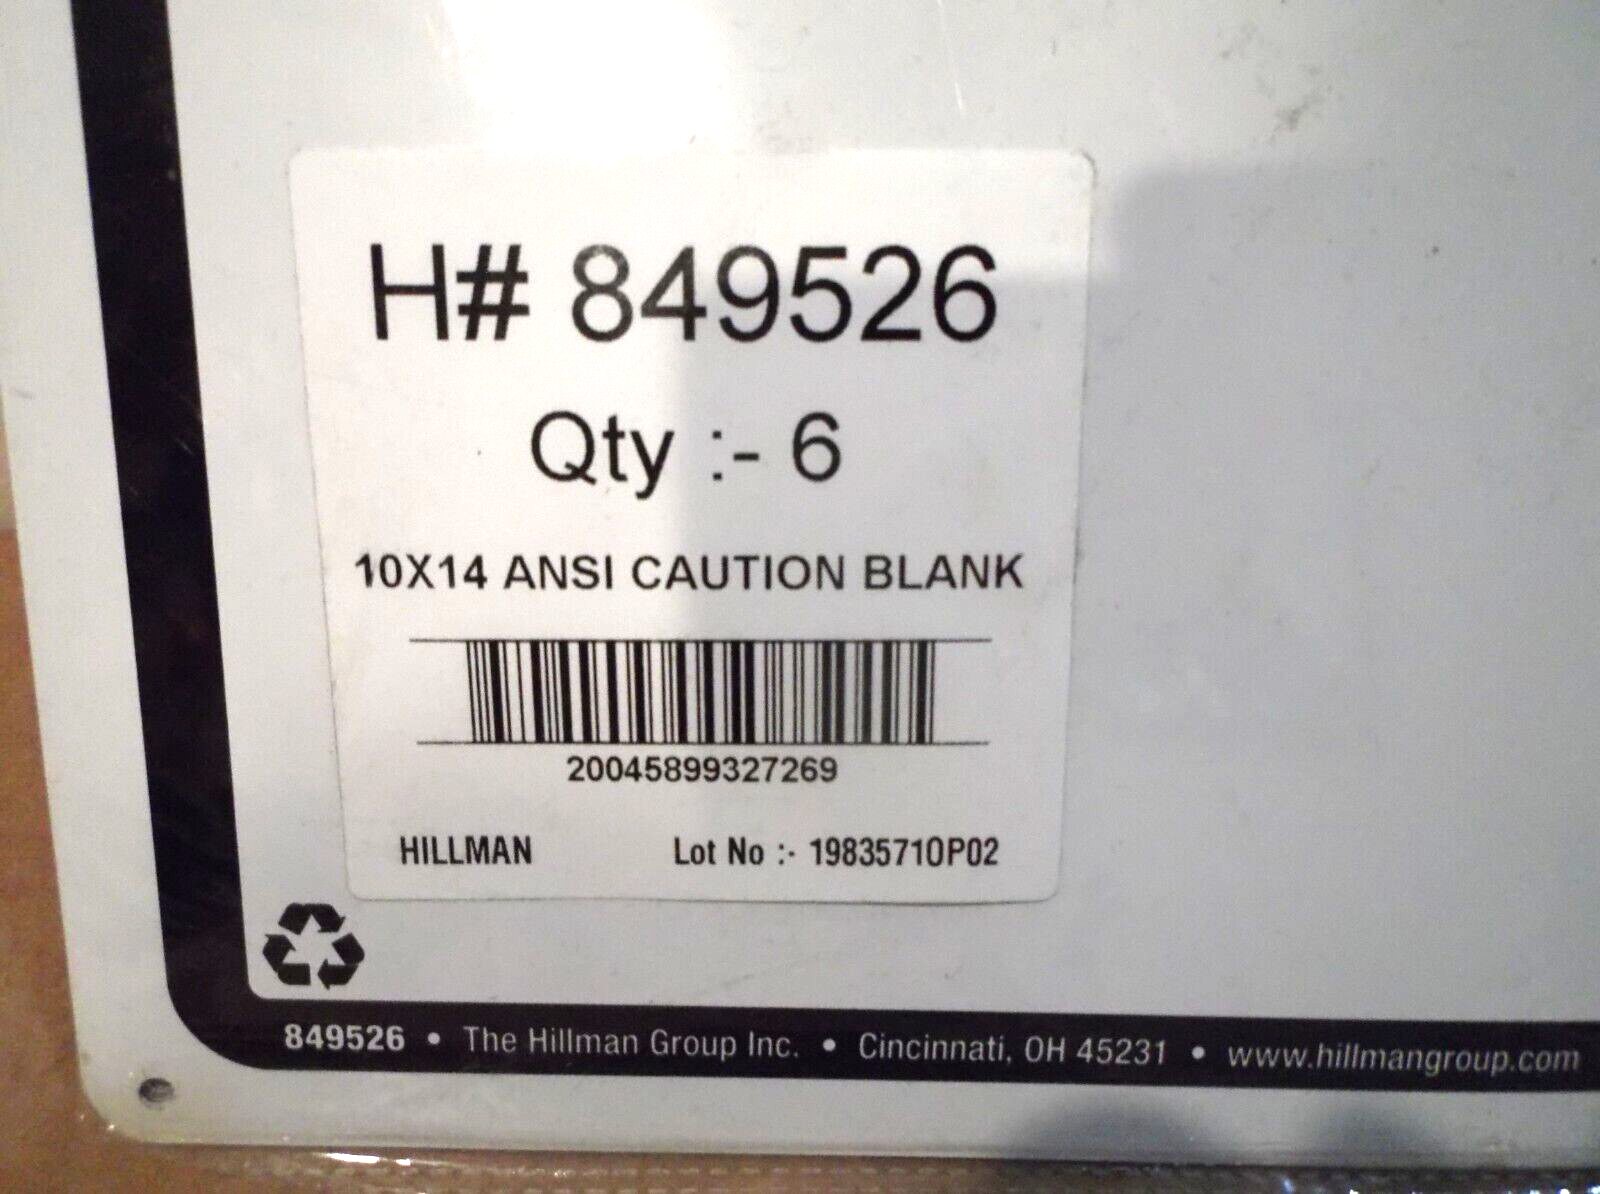 H# 849526
Qty :- 6
10X14 ANSI CAUTION BLANK
20045899327269
HILLMAN Lot No :- 19835710P02
849526 • The Hillman Group Inc. • Cincinnati, OH 45231 • www.hillmangroup.com